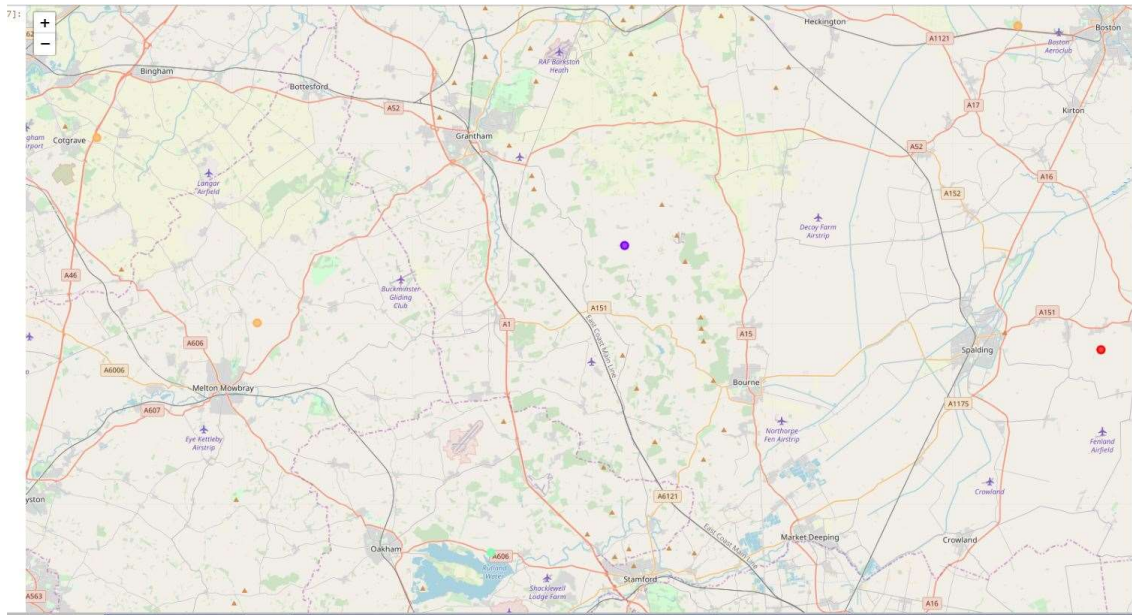 7]:
+
−
Heckington
Boston
A1121
Boston
Aeroclub
RAF Barkston
Heath
Bingham
Bottesford
A52
A17
Kirton
Grantham
Cotgrave
A52
A16
Langar
Airfield
A152
Decoy Farm
Airstrip
A46
Buckminster
Gliding
Club
A151
East Coast Main Line
A1
A15
A151
Spalding
A606
A6006
Melton Mowbray
Bourne
A607
A1175
Eye Kettleby
Airstrip
Northorpe
Fen Airstrip
Fenland
Airfield
Crowland
A6121
East Coast Main
Market Deeping
Crowland
Oakham
A606
Rutland
Water
Shacklewell
Lodge Farm
Stamford
A563
A16